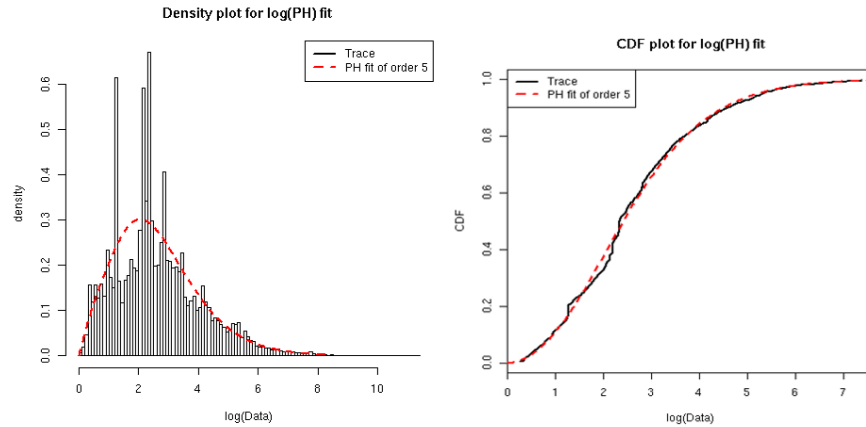 Density plot for log(PH) fit
Trace
PH fit of order 5
density
0.0 0.1 0.2 0.3 0.4 0.5 0.6
0 2 4 6 8 10
log(Data)
CDF plot for log(PH) fit
Trace
PH fit of order 5
CDF
0.0 0.2 0.4 0.6 0.8 1.0
0 1 2 3 4 5 6 7
log(Data)